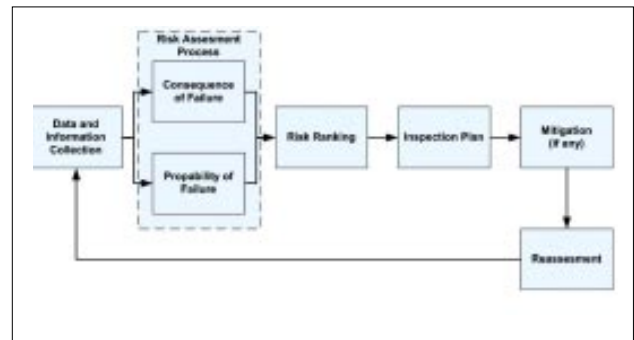 Risk Assesment
Process
Consequence
of Failure
Data and
Information
Collection
Propability of
Failure
Risk Ranking
Inspection Plan
Mitigation
(if any)
Reassesment